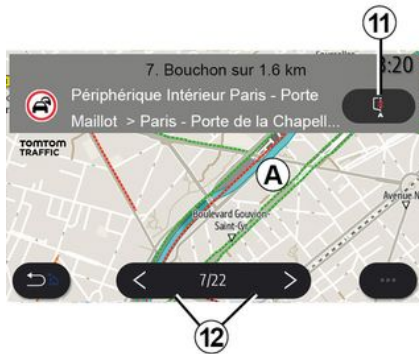 11
7. Bouchon sur 1.6 km
3:20
Périphérique Intérieur Paris - Porte
Maillot > Paris - Porte de la Chapell...
TOMTOM
TRAFFIC
A
Avenue N
Boulevard Gouvion-
Saint-Cyr
< 7/22 >
...
12